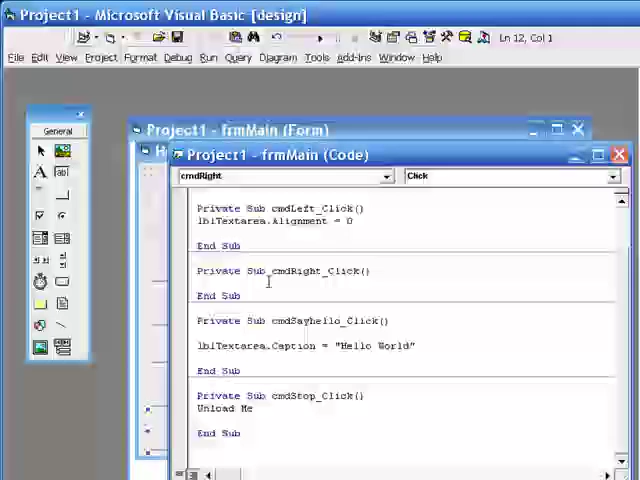 Project1 - Microsoft Visual Basic [design]
Ln 12, Col 1
File Edit View Project Format Debug Run Query Diagram Tools Add-Ins Window Help
General
Project1 - frmMain (Form)
Project1 - frmMain (Code)
cmdRight Click
Private Sub cmdLeft_Click()
lblTextarea.Alignment = 0
End Sub
Private Sub cmdRight_Click()
End Sub
Private Sub cmdSayhello_Click()
lblTextarea.Caption = "Hello World"
End Sub
Private Sub cmdStop_Click()
Unload Me
End Sub